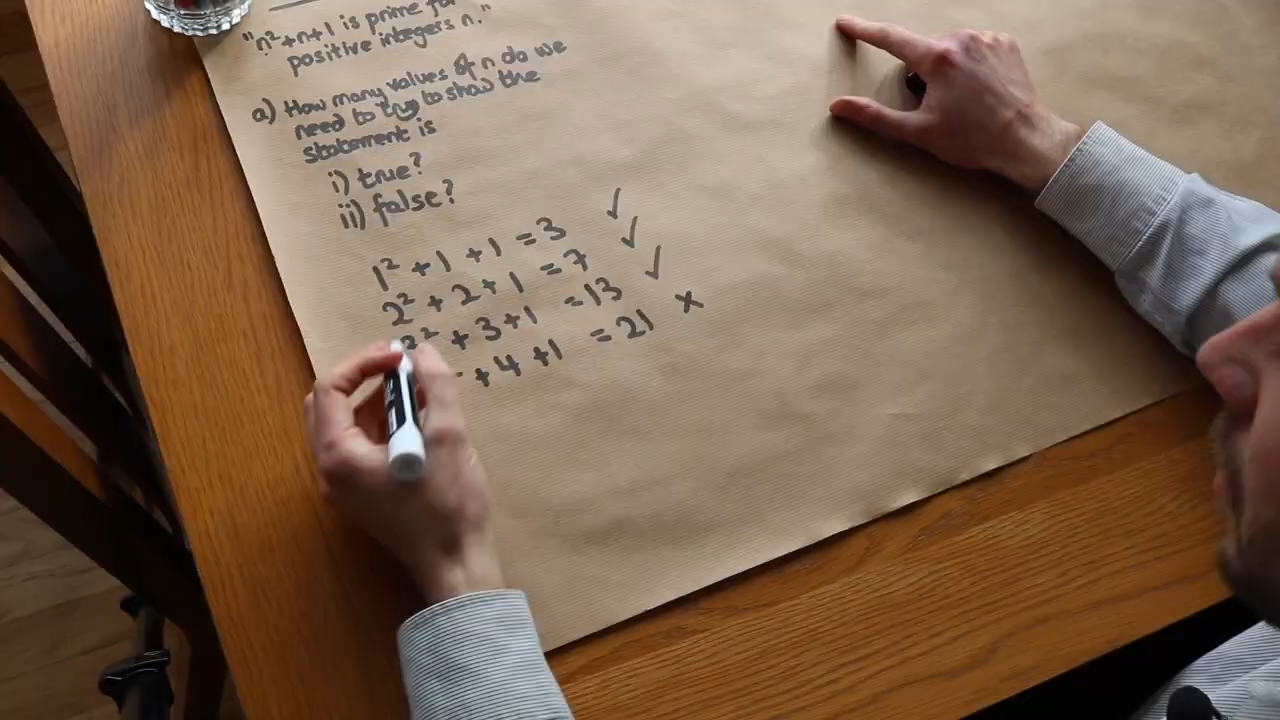 "n²+n+1 is prime for
positive integers n."
a) How many values of n do we
need to try to show the
statement is
i) true?
ii) false?
1² + 1 + 1 = 3 ✓
2² + 2 + 1 = 7 ✓
3² + 3 + 1 = 13 ✓
+ 4 + 1 = 21 ×